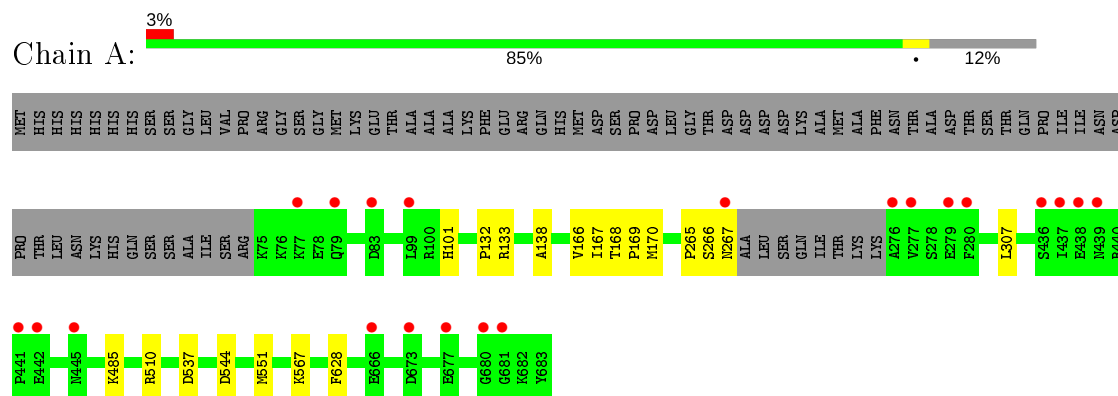 3%
Chain A:
85%
•
12%
MET HIS HIS HIS HIS HIS HIS SER SER GLY LEU VAL PRO ARG GLY SER GLY MET LYS GLU THR ALA ALA ALA LYS PHE GLU ARG GLN HIS MET ASP SER PRO ASP LEU GLY THR ASP ASP ASP ASP LYS ALA MET ALA PHE ASN THR ALA ASP THR SER THR GLN PRO ILE ILE ASN ASP
PRO THR LEU ASN LYS HIS GLN SER SER ALA ILE SER ARG K75 K76 K77 E78 Q79 D83 L99 R100 H101 P132 R133 A138 V166 I167 T168 P169 M170 P265 S266 N267 ALA LEU SER GLN ILE THR LYS LYS A276 V277 S278 E279 F280 L307 S436 I437 E438 N439
P441 E442 N445 K485 R510 D537 D544 M551 K567 F628 E666 D673 E677 G680 G681 K682 Y683